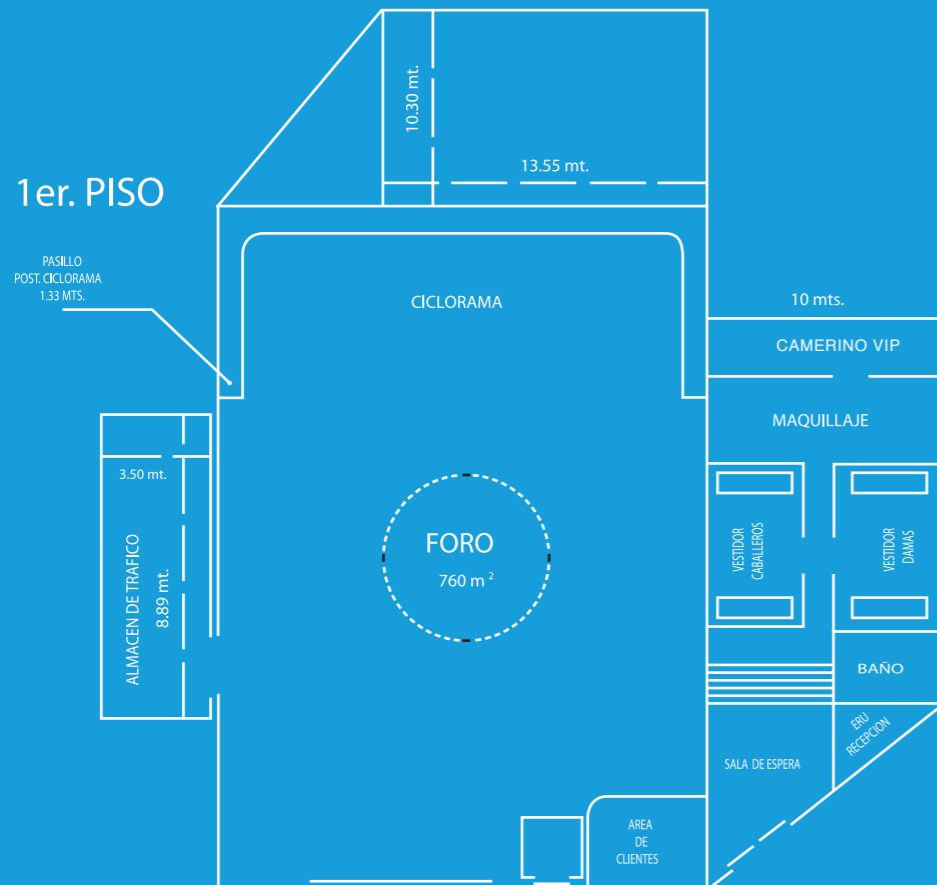 10.30 mt.
13.55 mt.
1er. PISO
PASILLO
POST. CICLORAMA
1.33 MTS.
CICLORAMA
10 mts.
CAMERINO VIP
MAQUILLAJE
3.50 mt.
ALMACEN DE TRAFICO
8.89 mt.
FORO
760 m ²
VESTIDOR
CABALLEROS
VESTIDOR
DAMAS
BAÑO
ERU
RECEPCION
SALA DE ESPERA
AREA
DE
CLIENTES